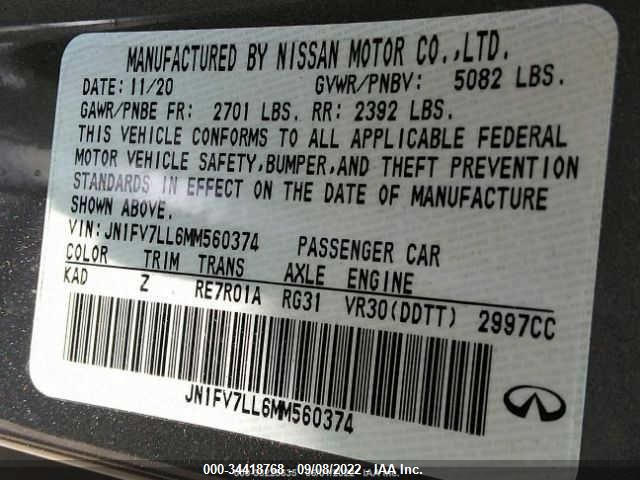 MANUFACTURED BY NISSAN MOTOR CO.,LTD.
DATE: 11/20 GVWR/PNBV: 5082 LBS.
GAWR/PNBE FR: 2701 LBS. RR: 2392 LBS.
THIS VEHICLE CONFORMS TO ALL APPLICABLE FEDERAL
MOTOR VEHICLE SAFETY,BUMPER,AND THEFT PREVENTION
STANDARDS IN EFFECT ON THE DATE OF MANUFACTURE
SHOWN ABOVE.
VIN:JN1FV7LL6MM560374 PASSENGER CAR
COLOR TRIM TRANS AXLE ENGINE
KAD Z RE7R01A RG31 VR30(DDTT) 2997CC
JN1FV7LL6MM560374
INFINITI
000-34418768 - 09/08/2022 - IAA Inc.